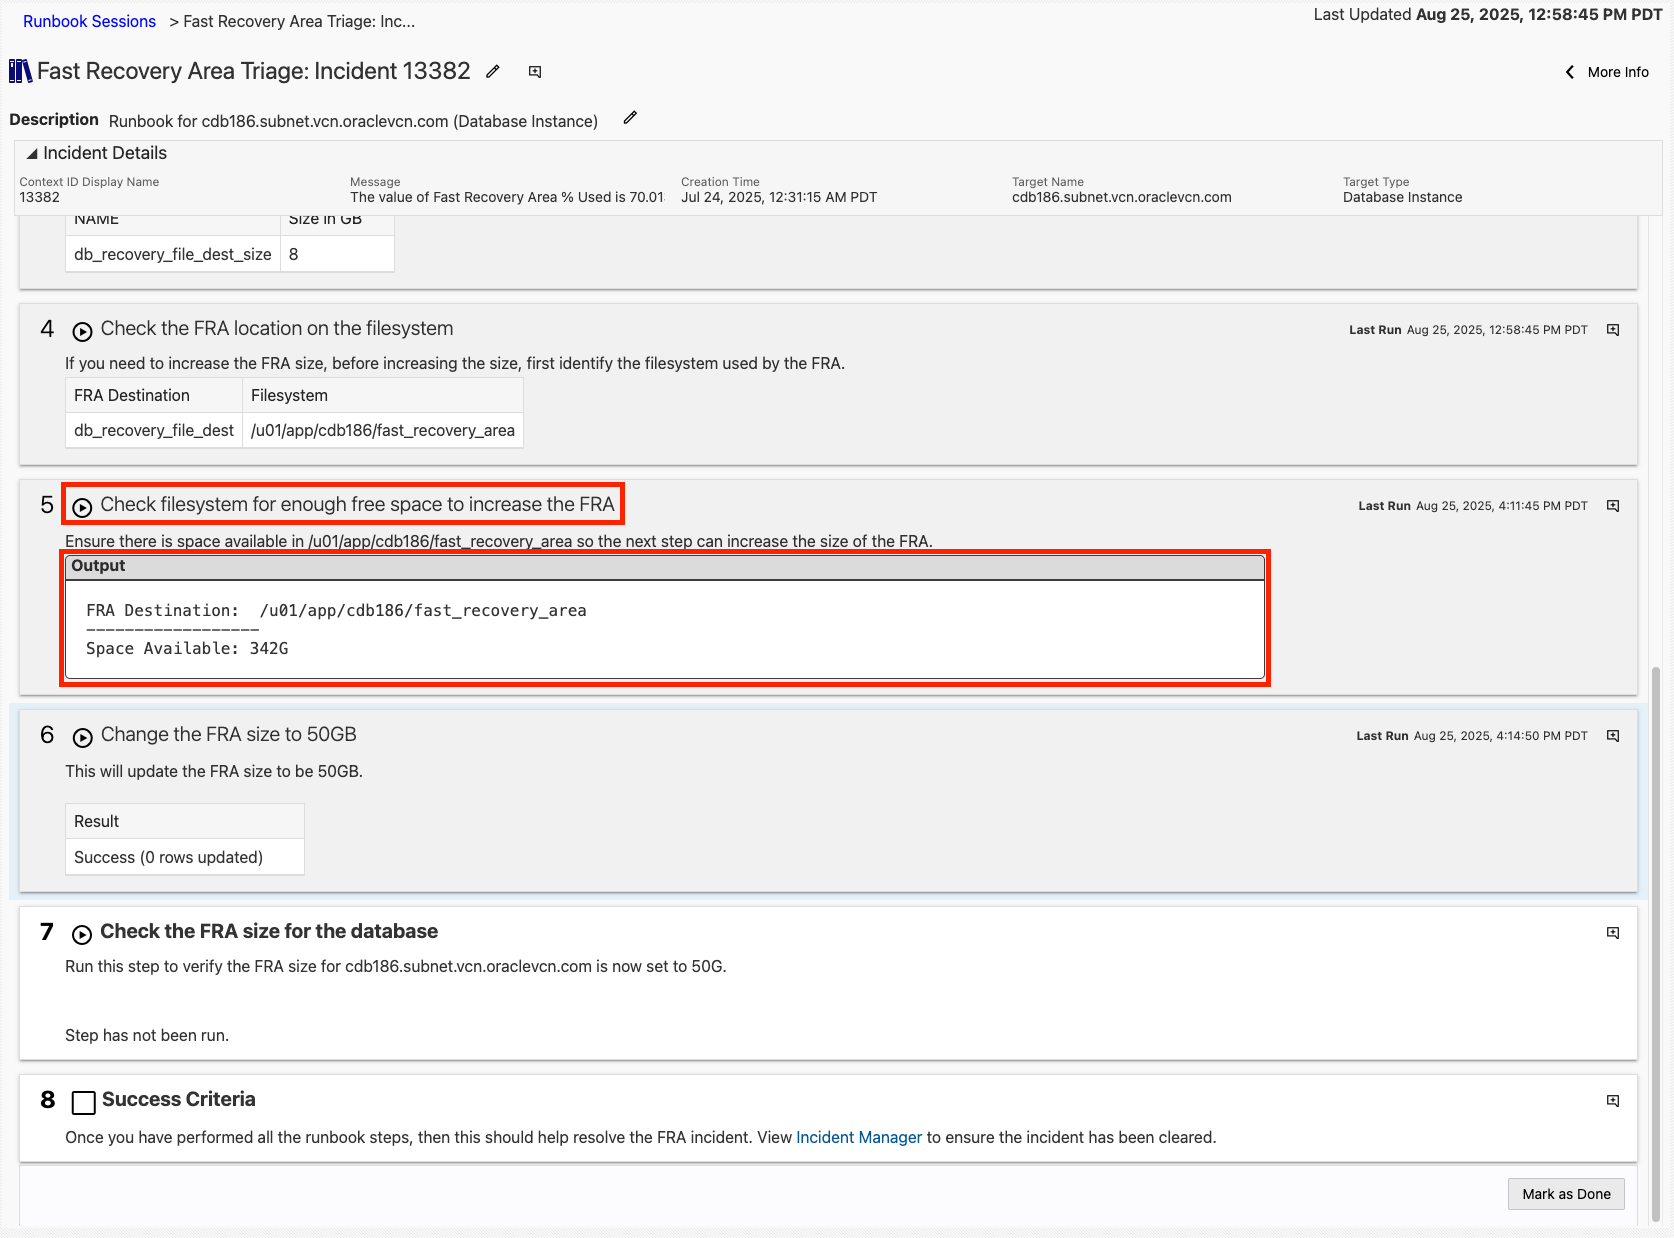 Runbook Sessions > Fast Recovery Area Triage: Inc...
Last Updated Aug 25, 2025, 12:58:45 PM PDT
Fast Recovery Area Triage: Incident 13382
More Info
Description Runbook for cdb186.subnet.vcn.oraclevcn.com (Database Instance)
Incident Details
Context ID Display Name
13382
Message
The value of Fast Recovery Area % Used is 70.01
Creation Time
Jul 24, 2025, 12:31:15 AM PDT
Target Name
cdb186.subnet.vcn.oraclevcn.com
Target Type
Database Instance
NAME Size in GB
db_recovery_file_dest_size 8
4 Check the FRA location on the filesystem
Last Run Aug 25, 2025, 12:58:45 PM PDT
If you need to increase the FRA size, before increasing the size, first identify the filesystem used by the FRA.
FRA Destination Filesystem
db_recovery_file_dest /u01/app/cdb186/fast_recovery_area
5 Check filesystem for enough free space to increase the FRA
Last Run Aug 25, 2025, 4:11:45 PM PDT
Ensure there is space available in /u01/app/cdb186/fast_recovery_area so the next step can increase the size of the FRA.
Output
FRA Destination: /u01/app/cdb186/fast_recovery_area
------------------
Space Available: 342G
6 Change the FRA size to 50GB
Last Run Aug 25, 2025, 4:14:50 PM PDT
This will update the FRA size to be 50GB.
Result
Success (0 rows updated)
7 Check the FRA size for the database
Run this step to verify the FRA size for cdb186.subnet.vcn.oraclevcn.com is now set to 50G.
Step has not been run.
8 Success Criteria
Once you have performed all the runbook steps, then this should help resolve the FRA incident. View Incident Manager to ensure the incident has been cleared.
Mark as Done